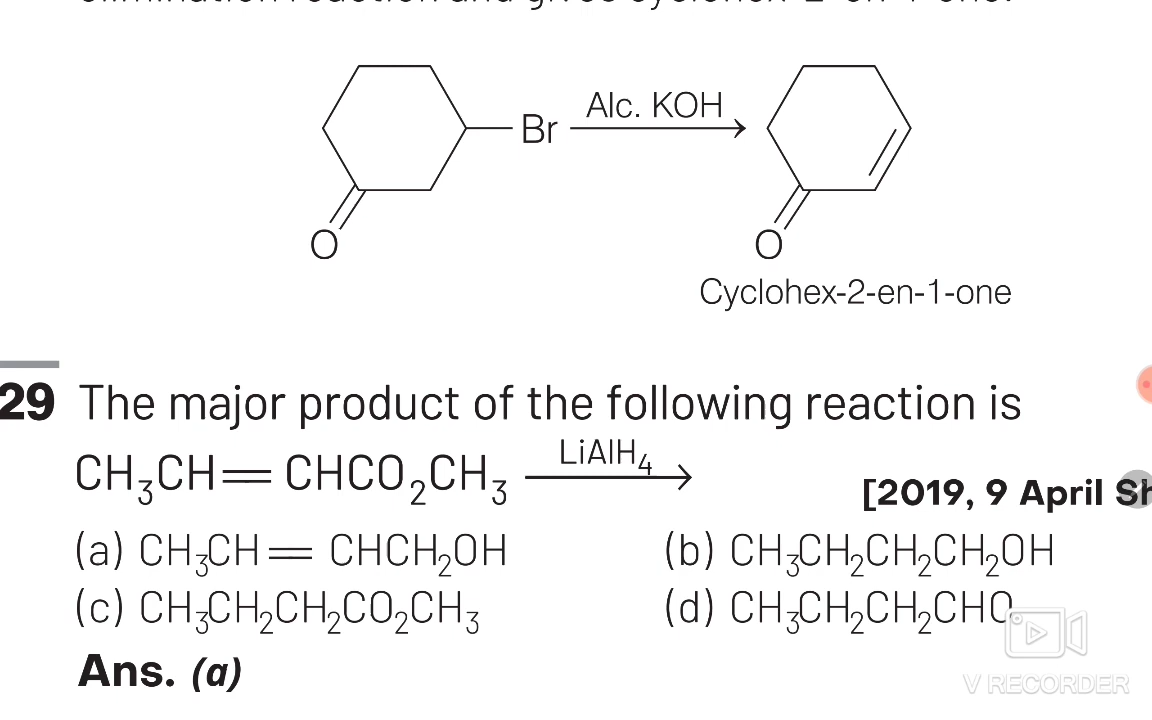 Br
Alc. KOH
O
O
Cyclohex-2-en-1-one
29 The major product of the following reaction is
CH₃CH═CHCO₂CH₃ LiAlH₄ →
[2019, 9 April
(a) CH₃CH═CHCH₂OH (b) CH₃CH₂CH₂CH₂OH
(c) CH₃CH₂CH₂CO₂CH₃ (d) CH₃CH₂CH₂CHO
Ans. (a)
V RECORDER